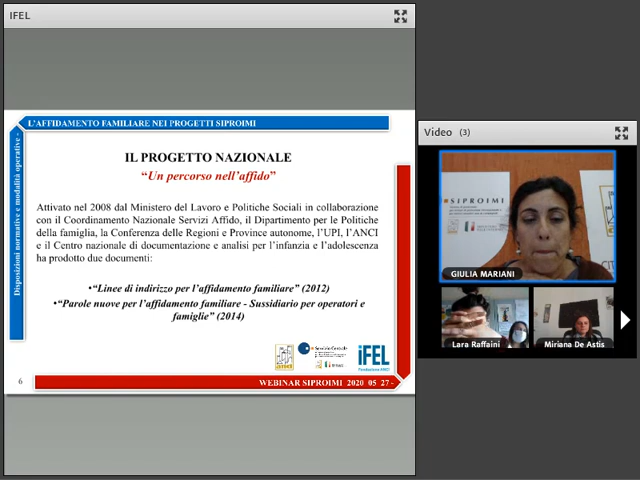 IFEL
L'AFFIDAMENTO FAMILIARE NEI PROGETTI SIPROIMI
Disposizioni normative e modalità operative -
IL PROGETTO NAZIONALE
“Un percorso nell’affido”
Attivato nel 2008 dal Ministero del Lavoro e Politiche Sociali in collaborazione
con il Coordinamento Nazionale Servizi Affido, il Dipartimento per le Politiche
della famiglia, la Conferenza delle Regioni e Province autonome, l’UPI, l’ANCI
e il Centro nazionale di documentazione e analisi per l’infanzia e l’adolescenza
ha prodotto due documenti:
•“Linee di indirizzo per l’affidamento familiare” (2012)
•“Parole nuove per l’affidamento familiare - Sussidiario per operatori e
famiglie” (2014)
iFEL
Fondazione ANCI
6
WEBINAR SIPROIMI 2020 05 27 -
Video (3)
SIPROIMI
GIULIA MARIANI
Lara Raffaini
Miriana De Astis